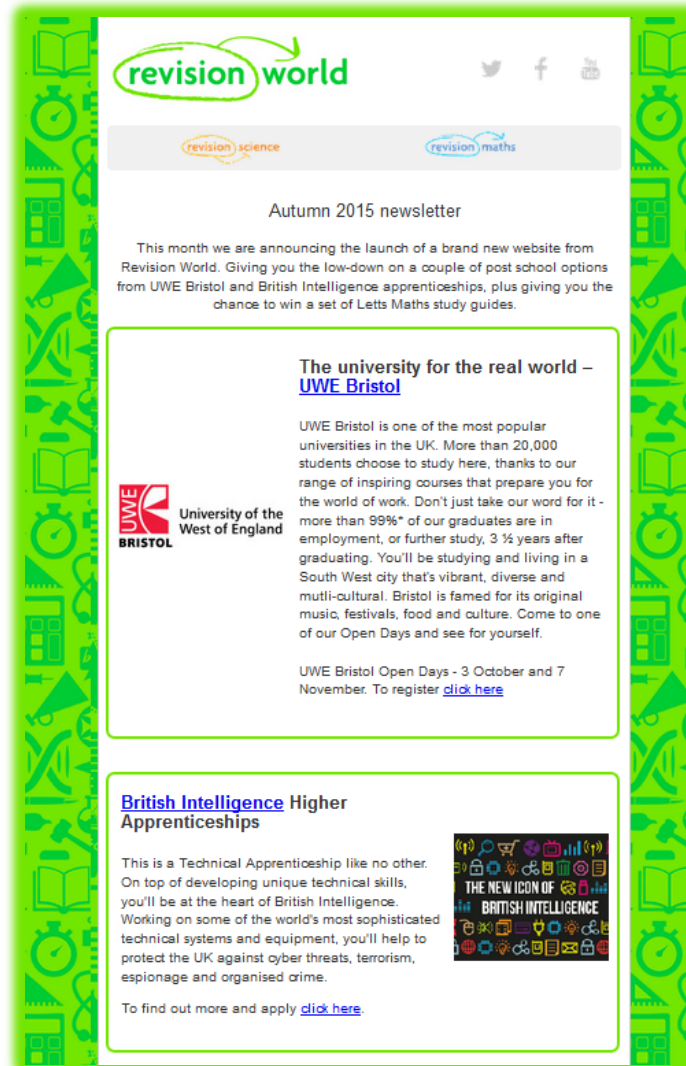 revision world
You
Tube
revision science
revision maths
Autumn 2015 newsletter
This month we are announcing the launch of a brand new website from
Revision World. Giving you the low-down on a couple of post school options
from UWE Bristol and British Intelligence apprenticeships, plus giving you the
chance to win a set of Letts Maths study guides.
The university for the real world –
UWE Bristol
UWE Bristol is one of the most popular
universities in the UK. More than 20,000
students choose to study here, thanks to our
range of inspiring courses that prepare you for
the world of work. Don't just take our word for it -
more than 99%* of our graduates are in
employment, or further study, 3 ½ years after
graduating. You'll be studying and living in a
South West city that's vibrant, diverse and
mutli-cultural. Bristol is famed for its original
music, festivals, food and culture. Come to one
of our Open Days and see for yourself.
UWE Bristol Open Days - 3 October and 7
November. To register click here
UWE
BRISTOL
University of the
West of England
British Intelligence Higher
Apprenticeships
This is a Technical Apprenticeship like no other.
On top of developing unique technical skills,
you'll be at the heart of British Intelligence.
Working on some of the world's most sophisticated
technical systems and equipment, you'll help to
protect the UK against cyber threats, terrorism,
espionage and organised crime.
To find out more and apply click here.
THE NEW ICON OF
BRITISH INTELLIGENCE